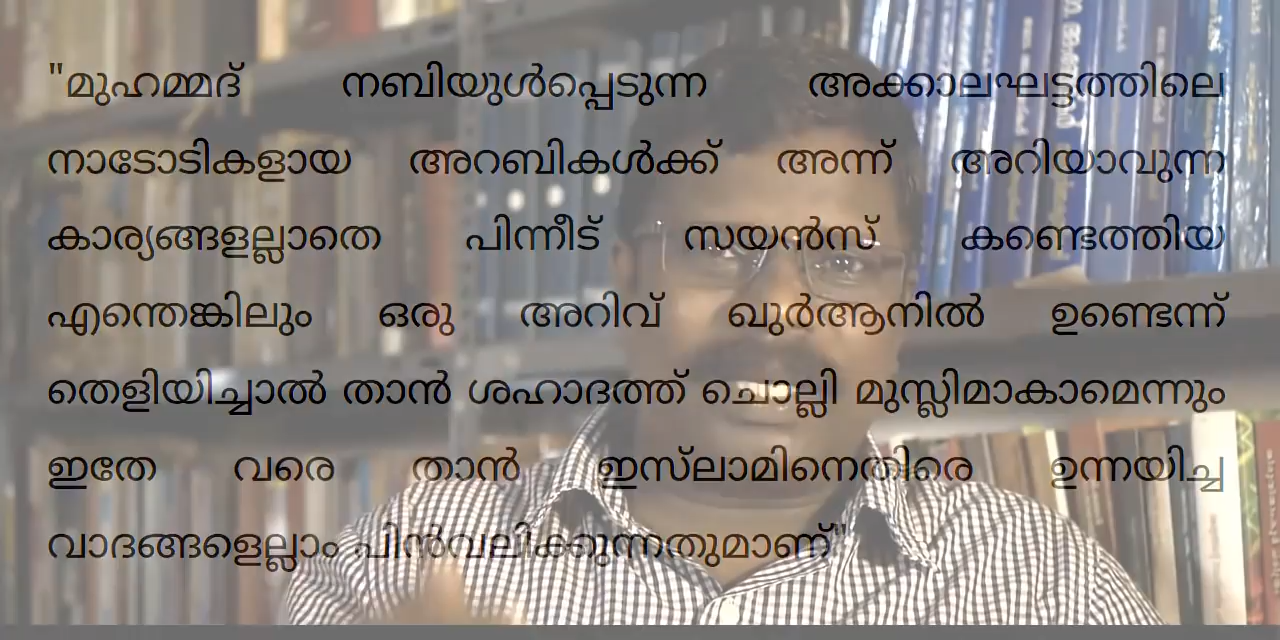 "മുഹമ്മദ് നബിയുൾപ്പെടുന്ന അക്കാലഘട്ടത്തിലെ
നാടോടികളായ അറബികൾക്ക് അന്ന് അറിയാവുന്ന
കാര്യങ്ങളല്ലാതെ പിന്നീട് സയൻസ് കണ്ടെത്തിയ
എന്തെങ്കിലും ഒരു അറിവ് ഖുർആനിൽ ഉണ്ടെന്ന്
തെളിയിച്ചാൽ താൻ ശഹാദത്ത് ചൊല്ലി മുസ്ലിമാകാമെന്നും
ഇതേ വരെ താൻ ഇസ്‌ലാമിനെതിരെ ഉന്നയിച്ച
വാദങ്ങളെല്ലാം പിൻവലിക്കുന്നതുമാണ്"